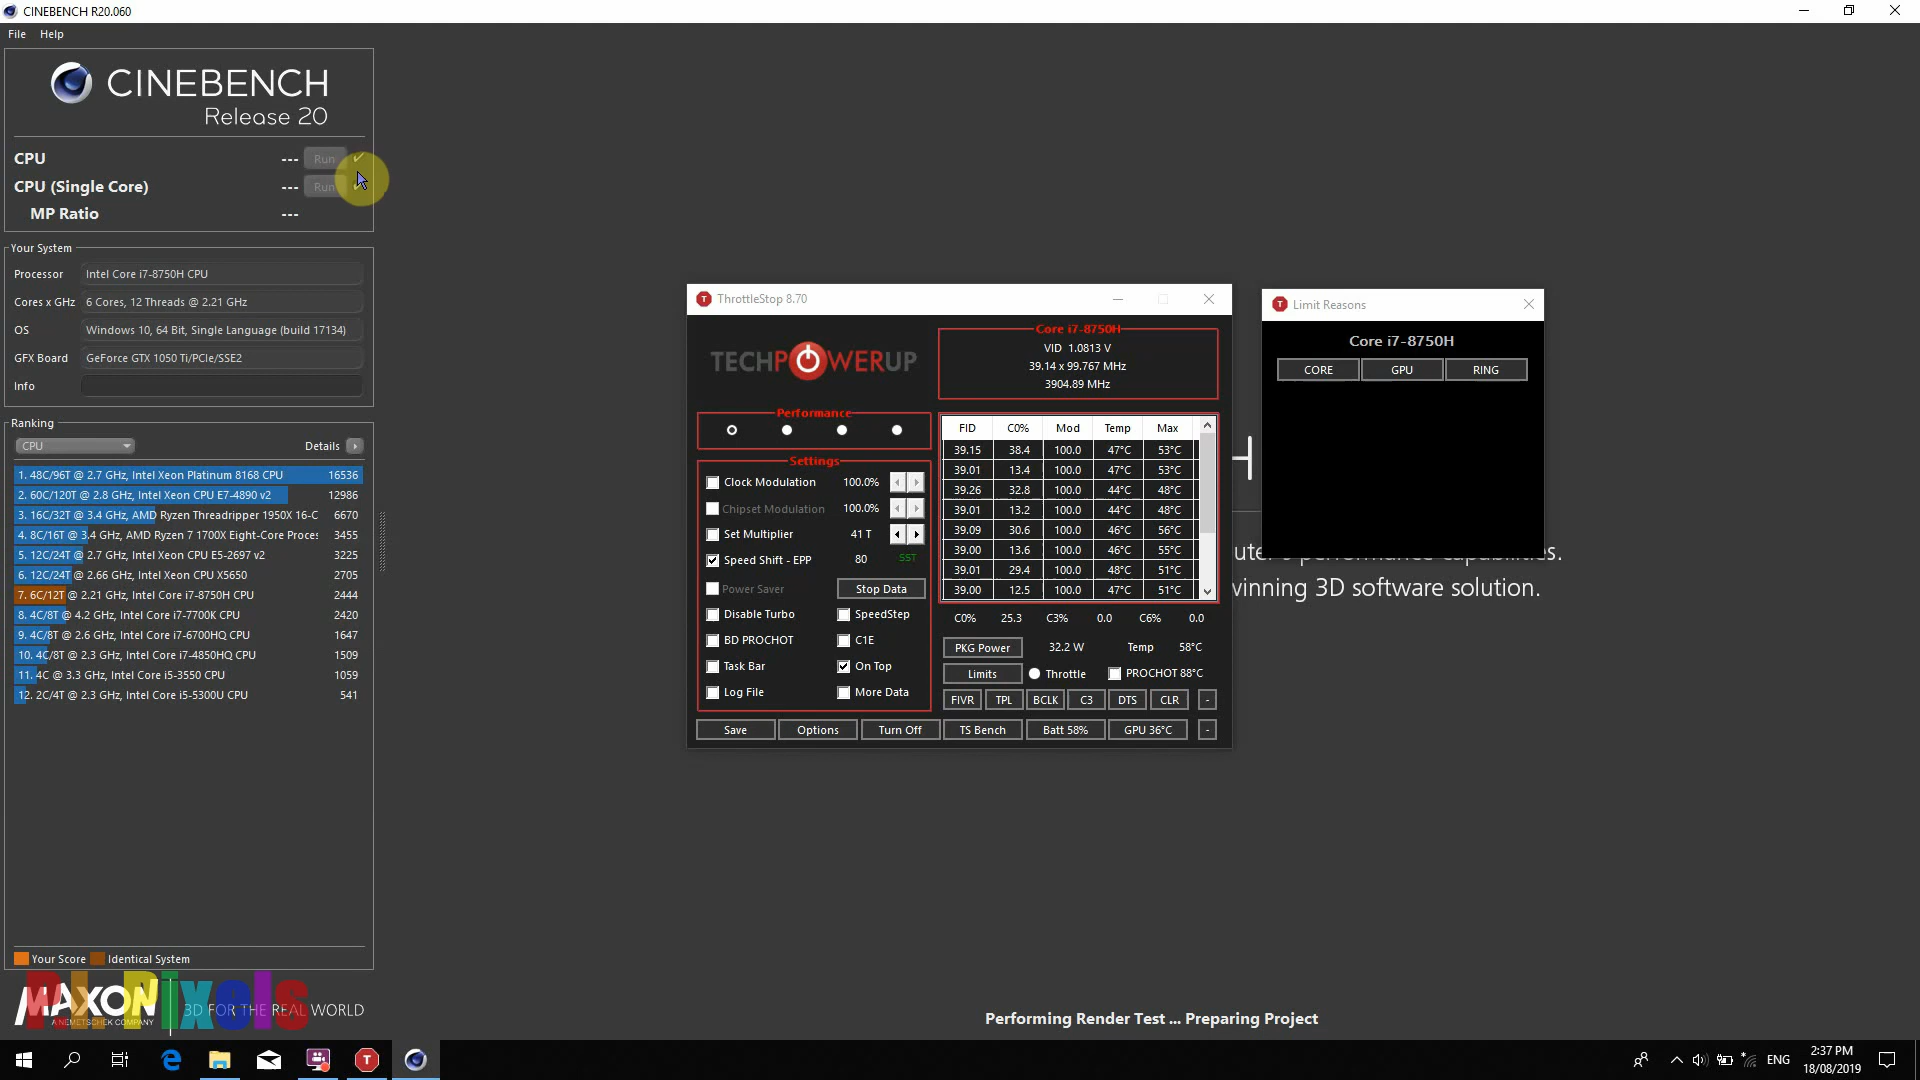 CINEBENCH R20.060
File Help
CINEBENCH
Release 20
CPU --- Run
CPU (Single Core) --- Run
MP Ratio ---
Your System
Processor Intel Core i7-8750H CPU
Cores x GHz 6 Cores, 12 Threads @ 2.21 GHz
OS Windows 10, 64 Bit, Single Language (build 17134)
GFX Board GeForce GTX 1050 Ti/PCIe/SSE2
Info
Ranking
CPU Details
1. 48C/96T @ 2.7 GHz, Intel Xeon Platinum 8168 CPU 16536
2. 60C/120T @ 2.8 GHz, Intel Xeon CPU E7-4890 v2 12986
3. 16C/32T @ 3.4 GHz, AMD Ryzen Threadripper 1950X 16-C 6670
4. 8C/16T @ 3.4 GHz, AMD Ryzen 7 1700X Eight-Core Proces 3455
5. 12C/24T @ 2.7 GHz, Intel Xeon CPU E5-2697 v2 3225
6. 12C/24T @ 2.66 GHz, Intel Xeon CPU X5650 2705
7. 6C/12T @ 2.21 GHz, Intel Core i7-8750H CPU 2444
8. 4C/8T @ 4.2 GHz, Intel Core i7-7700K CPU 2420
9. 4C/8T @ 2.6 GHz, Intel Core i7-6700HQ CPU 1647
10. 4C/8T @ 2.3 GHz, Intel Core i7-4850HQ CPU 1509
11. 4C @ 3.3 GHz, Intel Core i5-3550 CPU 1059
12. 2C/4T @ 2.3 GHz, Intel Core i5-5300U CPU 541
Your Score Identical System
MAXON 3D FOR THE REAL WORLD
A NEMETSCHEK COMPANY
Pixels
ThrottleStop 8.70
TECHPOWERUP
Core i7-8750H
VID 1.0813 V
39.14 x 99.767 MHz
3904.89 MHz
Performance
Settings
Clock Modulation 100.0%
Chipset Modulation 100.0%
Set Multiplier 41 T
Speed Shift - EPP 80 SST
Power Saver Stop Data
Disable Turbo SpeedStep
BD PROCHOT C1E
Task Bar On Top
Log File More Data
FID C0% Mod Temp Max
39.15 38.4 100.0 47°C 53°C
39.01 13.4 100.0 47°C 53°C
39.26 32.8 100.0 44°C 48°C
39.01 13.2 100.0 44°C 48°C
39.09 30.6 100.0 46°C 56°C
39.00 13.6 100.0 46°C 55°C
39.01 29.4 100.0 48°C 51°C
39.00 12.5 100.0 47°C 51°C
C0% 25.3 C3% 0.0 C6% 0.0
PKG Power 32.2 W Temp 58°C
Limits Throttle PROCHOT 88°C
FIVR TPL BCLK C3 DTS CLR -
Save Options Turn Off TS Bench Batt 58% GPU 36°C -
Limit Reasons
Core i7-8750H
CORE GPU RING
performance capabilities.
winning 3D software solution.
Performing Render Test ... Preparing Project
ENG
2:37 PM
18/08/2019